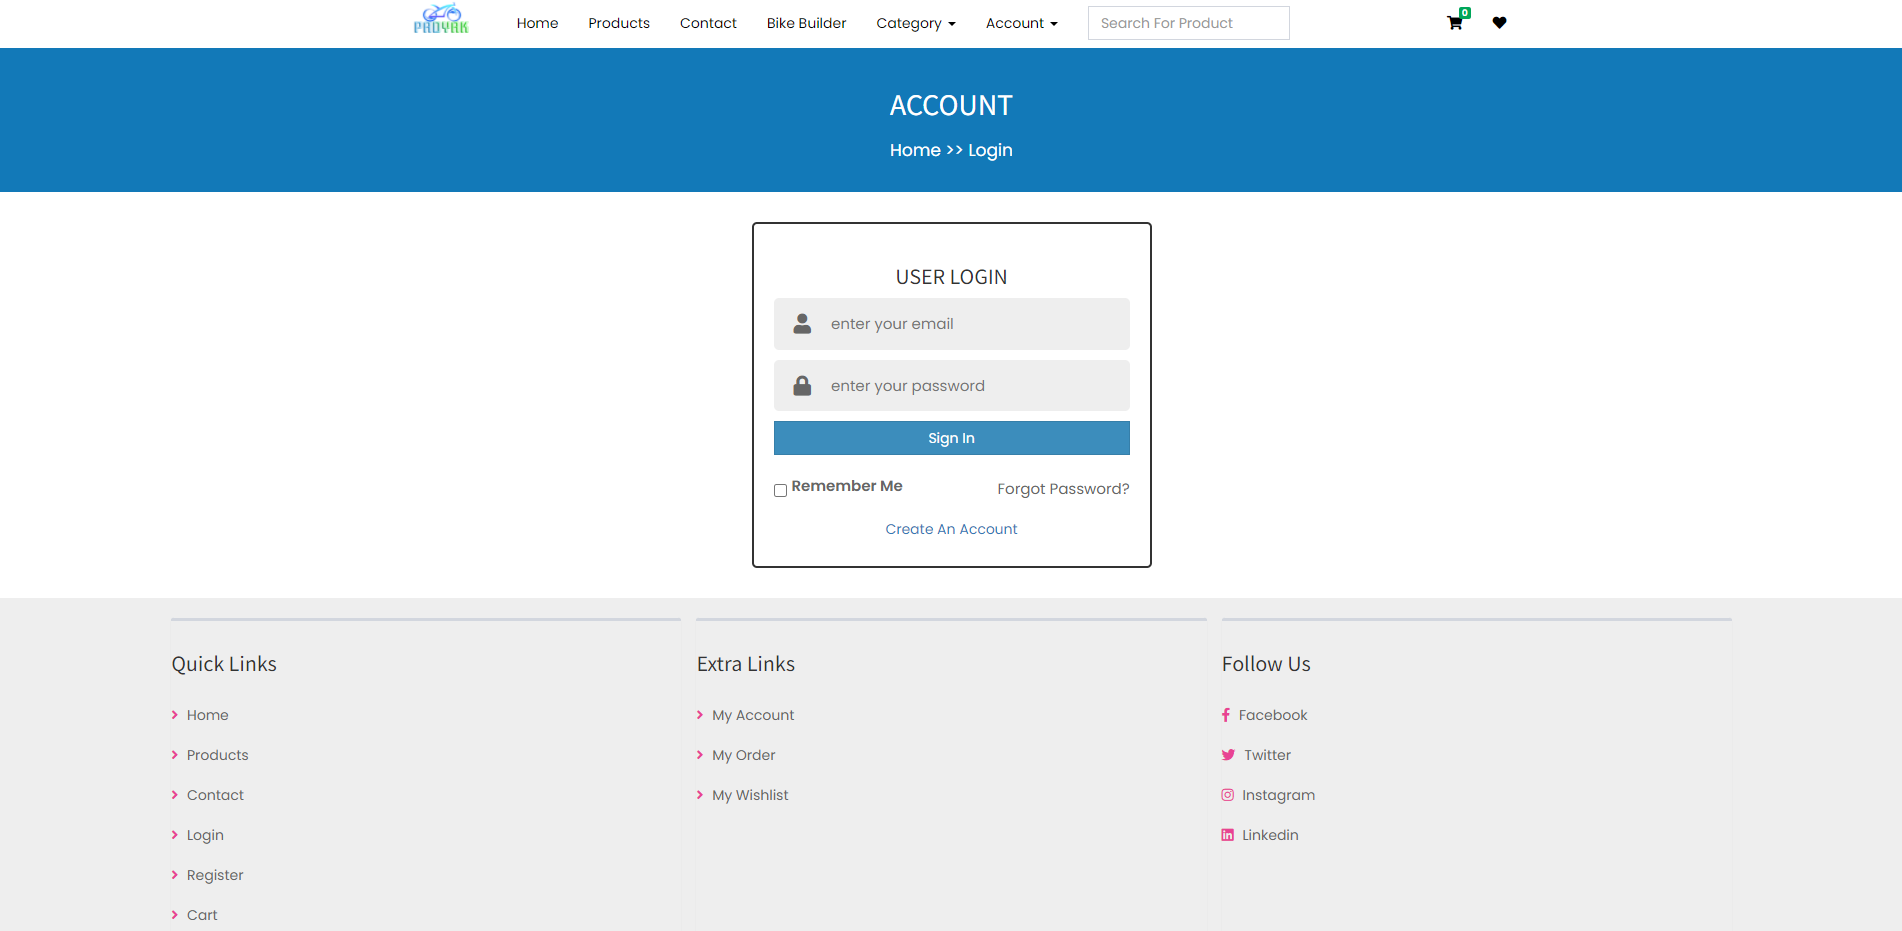 PROYAK
Home Products Contact Bike Builder Category Account Search For Product 0
ACCOUNT
Home >> Login
USER LOGIN
enter your email
enter your password
Sign In
Remember Me Forgot Password?
Create An Account
Quick Links
Home
Products
Contact
Login
Register
Cart
Extra Links
My Account
My Order
My Wishlist
Follow Us
Facebook
Twitter
Instagram
Linkedin